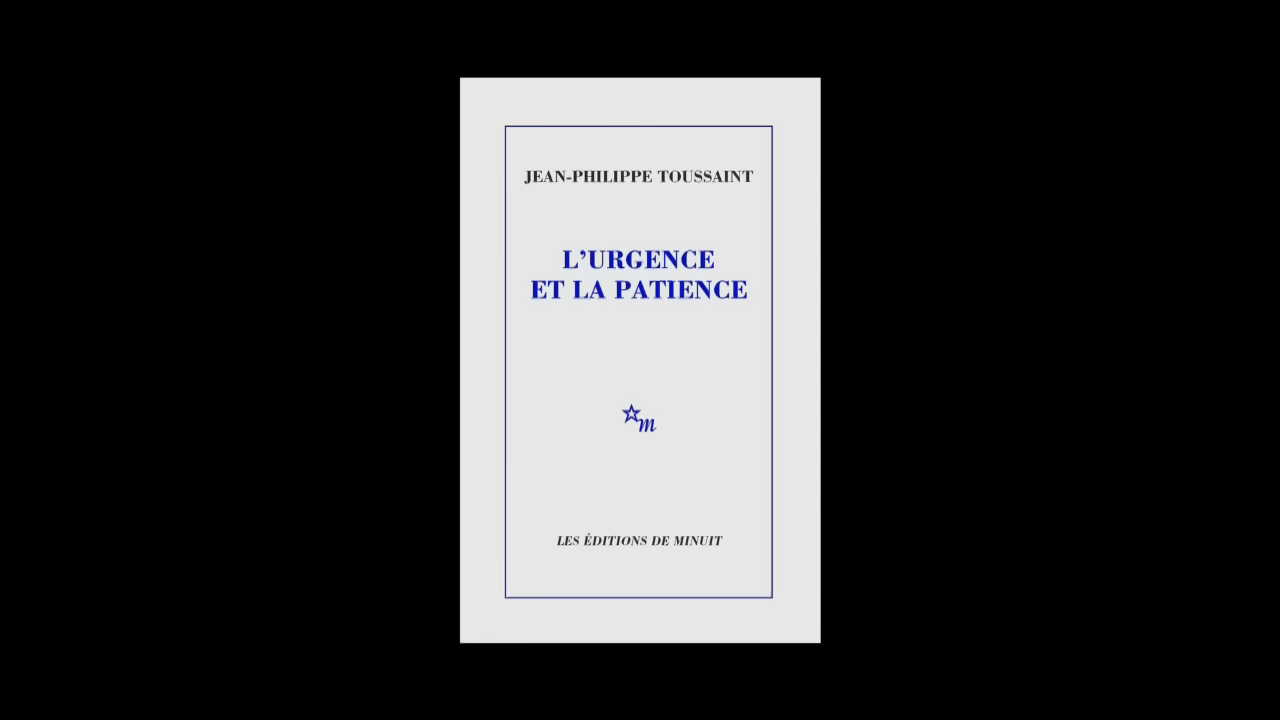 JEAN-PHILIPPE TOUSSAINT
L'URGENCE
ET LA PATIENCE
m
LES ÉDITIONS DE MINUIT